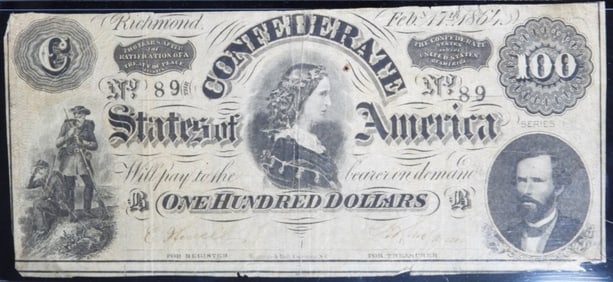 Richmond. Feb. 17th 1864.
C
TWO YEARS AFTER THE RATIFICATION OF A TREATY OF PEACE
CONFEDERATE
THE CONFEDERATE STATES UNITED STATES
100
No 89
No 89
States of America
SERIES
Will pay to the bearer on demand
B ONE HUNDRED DOLLARS B
FOR REGISTER FOR TREASURER